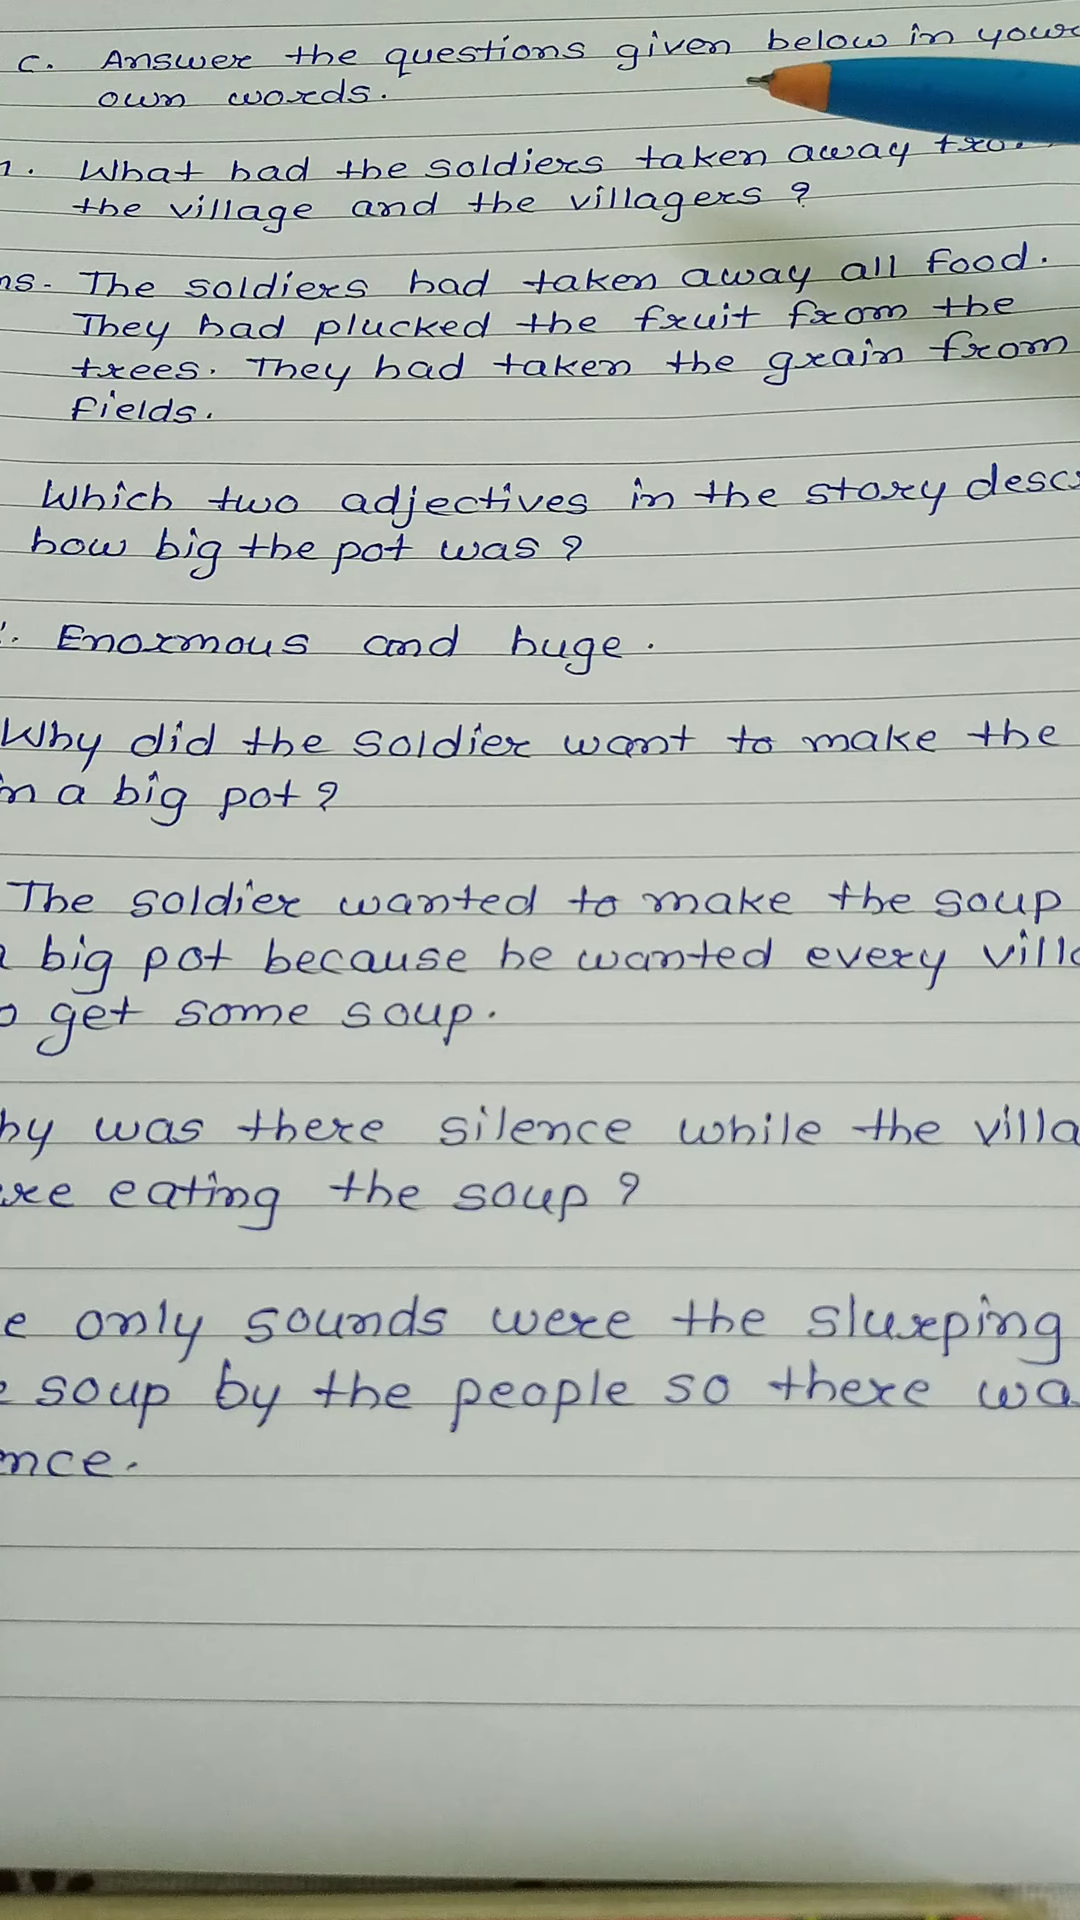 C. Answer the questions given below in your
own words.
1. What had the soldiers taken away
the village and the villagers ?
ns. The soldiers had taken away all food.
They had plucked the fruit from the
trees. They had taken the grain from
fields.
Which two adjectives in the story
how big the pot was ?
Enormous and huge.
Why did the soldier want to make the
in a big pot ?
The soldier wanted to make the soup
big pot because he wanted every
get some soup.
was there silence while the
eating the soup ?
only sounds were the slurping
soup by the people so there